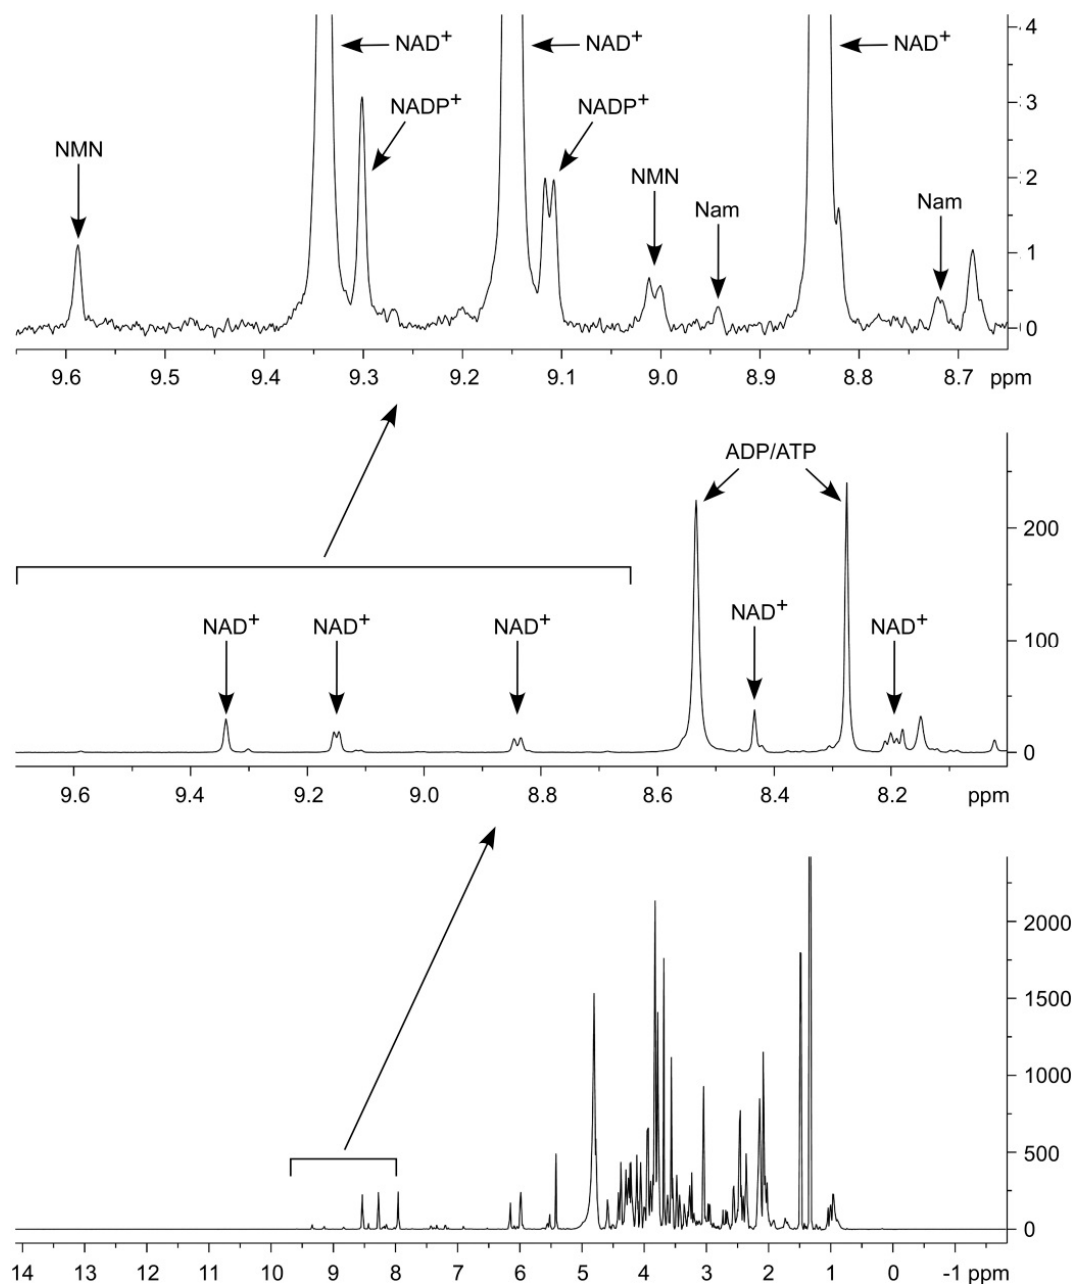 4
NAD+ NAD+ NAD+
NADP+ NADP+
3
NMN
NMN
2
Nam Nam
1
0
9.6 9.5 9.4 9.3 9.2 9.1 9.0 8.9 8.8 8.7 ppm
ADP/ATP
200
NAD+ NAD+ NAD+ NAD+ NAD+
100
0
9.6 9.4 9.2 9.0 8.8 8.6 8.4 8.2 ppm
2000
1500
1000
500
0
14 13 12 11 10 9 8 7 6 5 4 3 2 1 0 -1 ppm